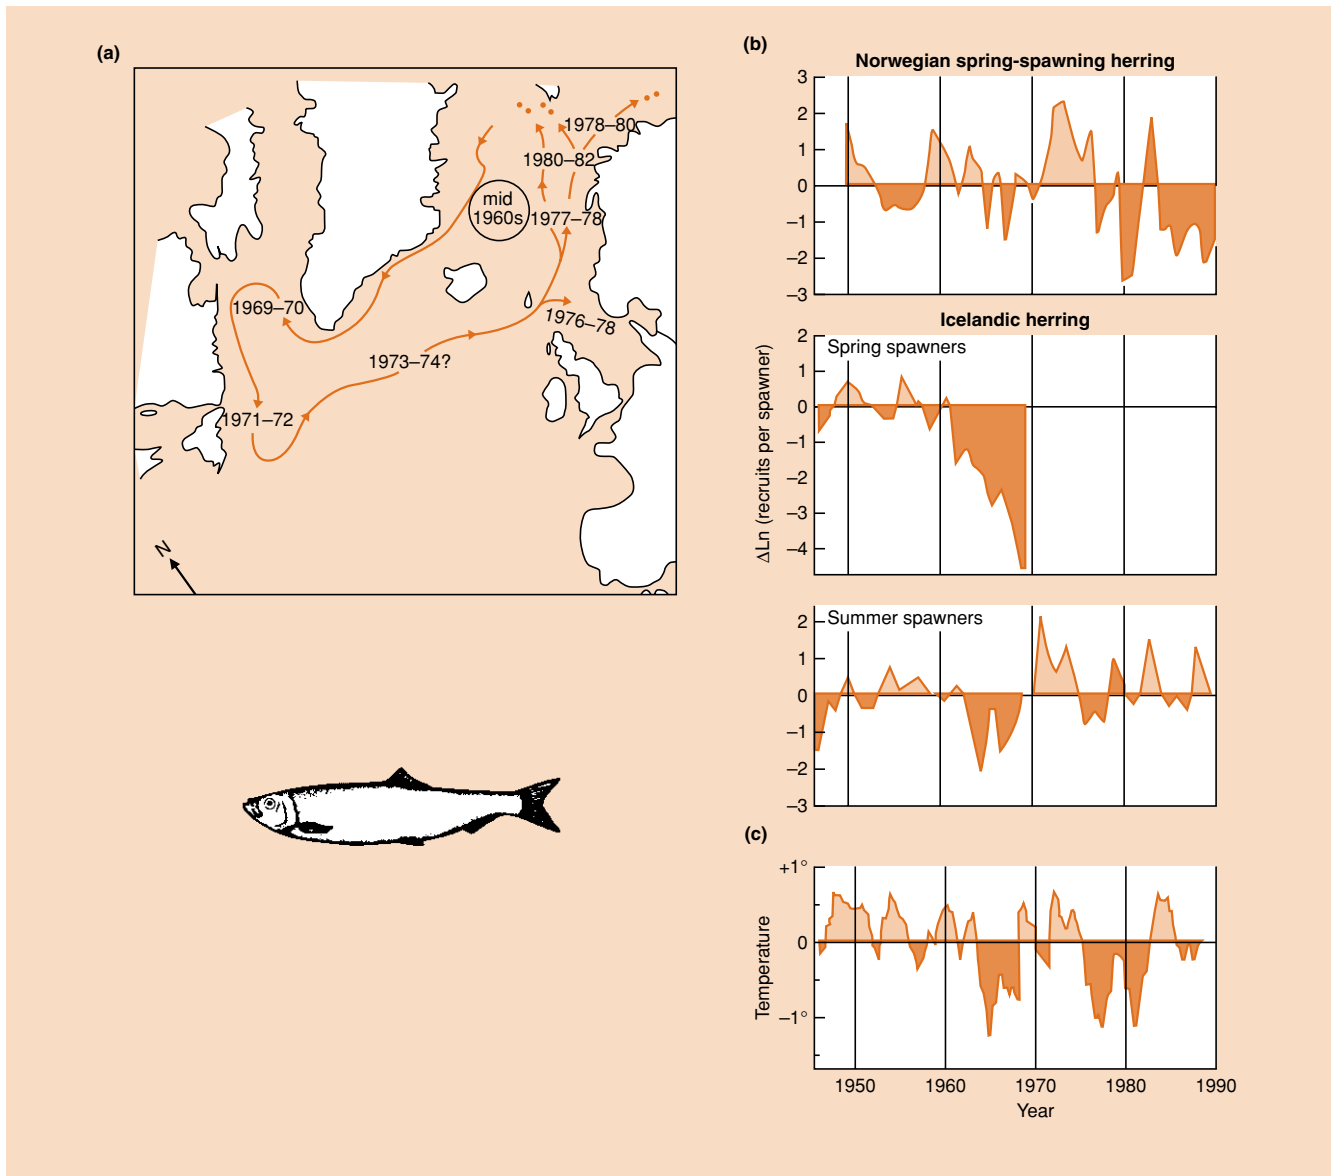 (a)
1978–80
1980–82
mid
1960s
1977–78
1969–70
1976–78
1973–74?
1971–72
N
(b)
Norwegian spring-spawning herring
3
2
1
0
–1
–2
–3
Icelandic herring
Spring spawners
2
1
0
–1
–2
–3
–4
ΔLn (recruits per spawner)
Summer spawners
2
1
0
–1
–2
–3
(c)
+1°
0
–1°
Temperature
1950 1960 1970 1980 1990
Year